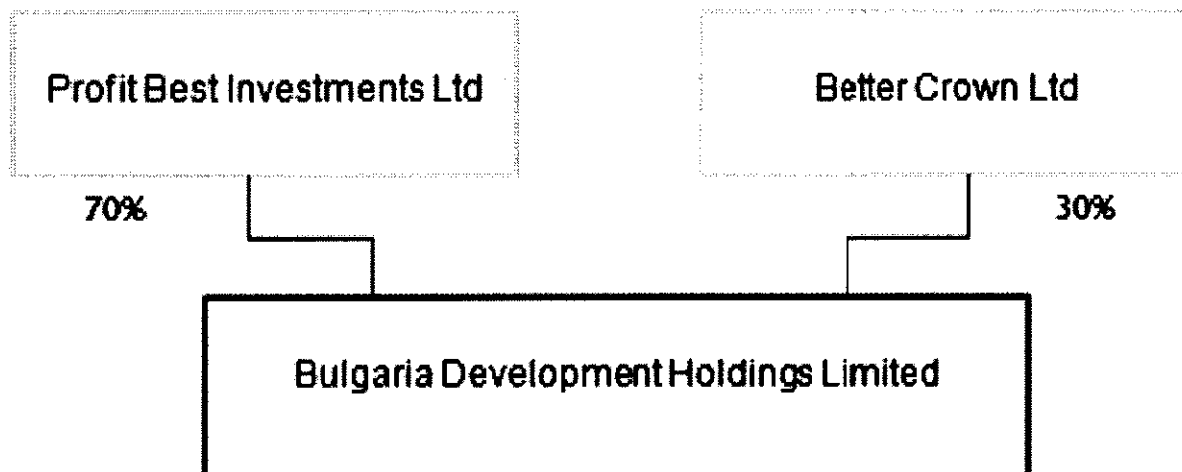 Profit Best Investments Ltd
Better Crown Ltd
70%
30%
Bulgaria Development Holdings Limited